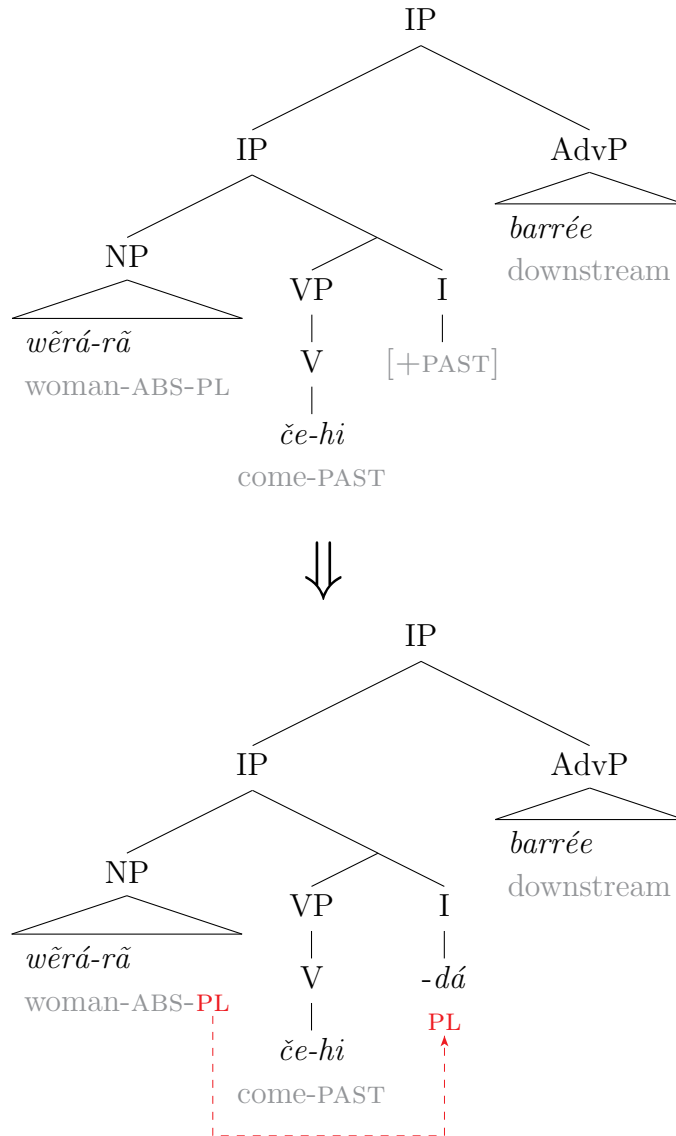 IP
IP AdvP
barrée
NP downstream
VP I
wẽrá-rã
woman-ABS-PL V [+PAST]
če-hi
come-PAST
⇓
IP
IP AdvP
barrée
NP downstream
VP I
wẽrá-rã
V -dá
woman-ABS-PL PL
če-hi
come-PAST